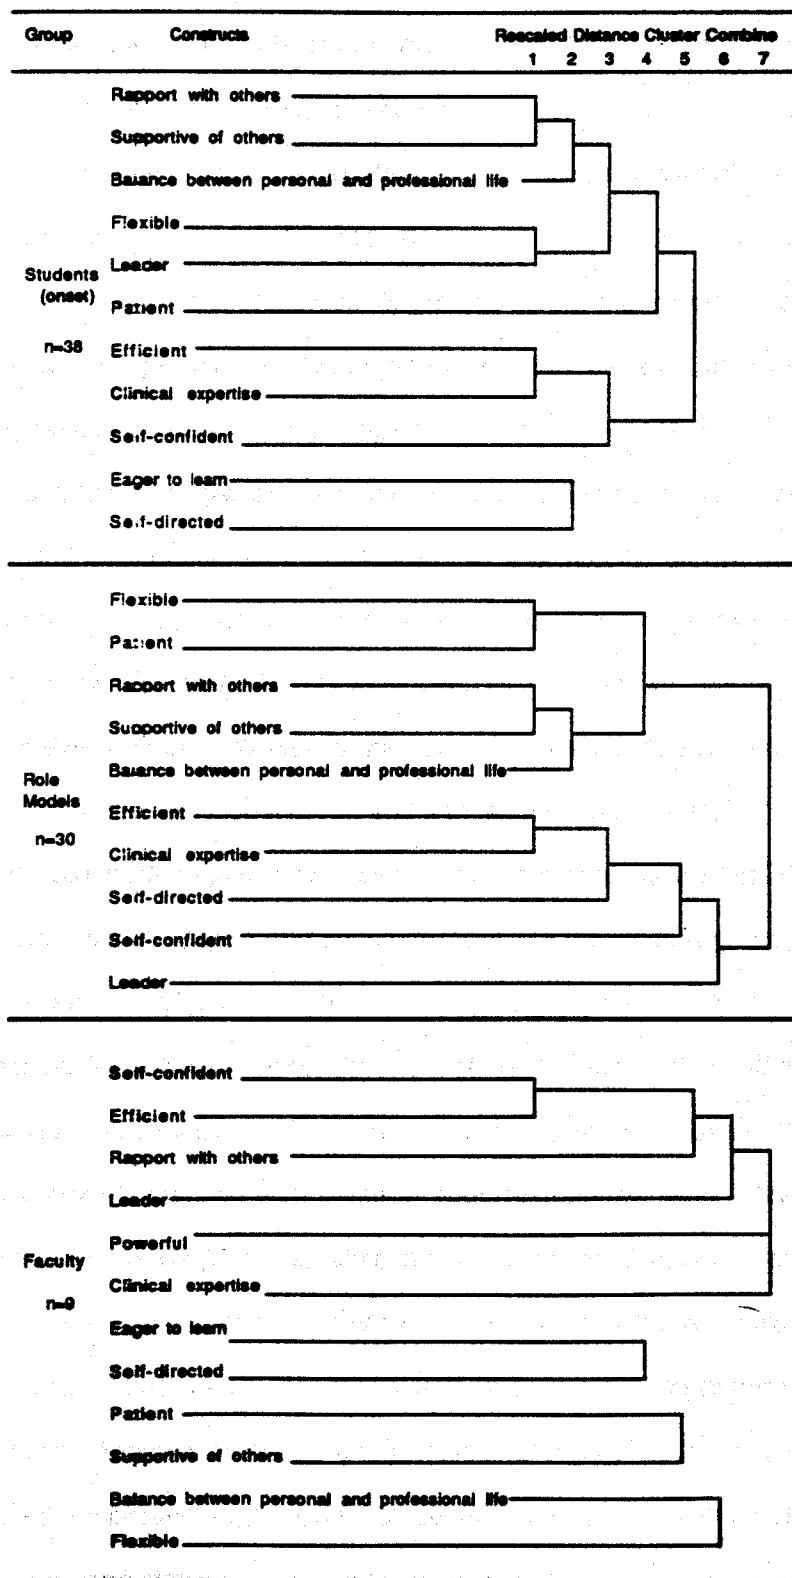 Group Constructs Rescaled Distance Cluster Combine
1 2 3 4 5 6 7
Rapport with others
Supportive of others
Balance between personal and professional life
Flexible
Leader
Students
(onset)
Patient
n=38
Efficient
Clinical expertise
Self-confident
Eager to learn
Self-directed
Flexible
Patient
Rapport with others
Supportive of others
Balance between personal and professional life
Role
Models
Efficient
n=30
Clinical expertise
Self-directed
Self-confident
Leader
Self-confident
Efficient
Rapport with others
Leader
Powerful
Faculty
Clinical expertise
n=9
Eager to learn
Self-directed
Patient
Supportive of others
Balance between personal and professional life
Flexible